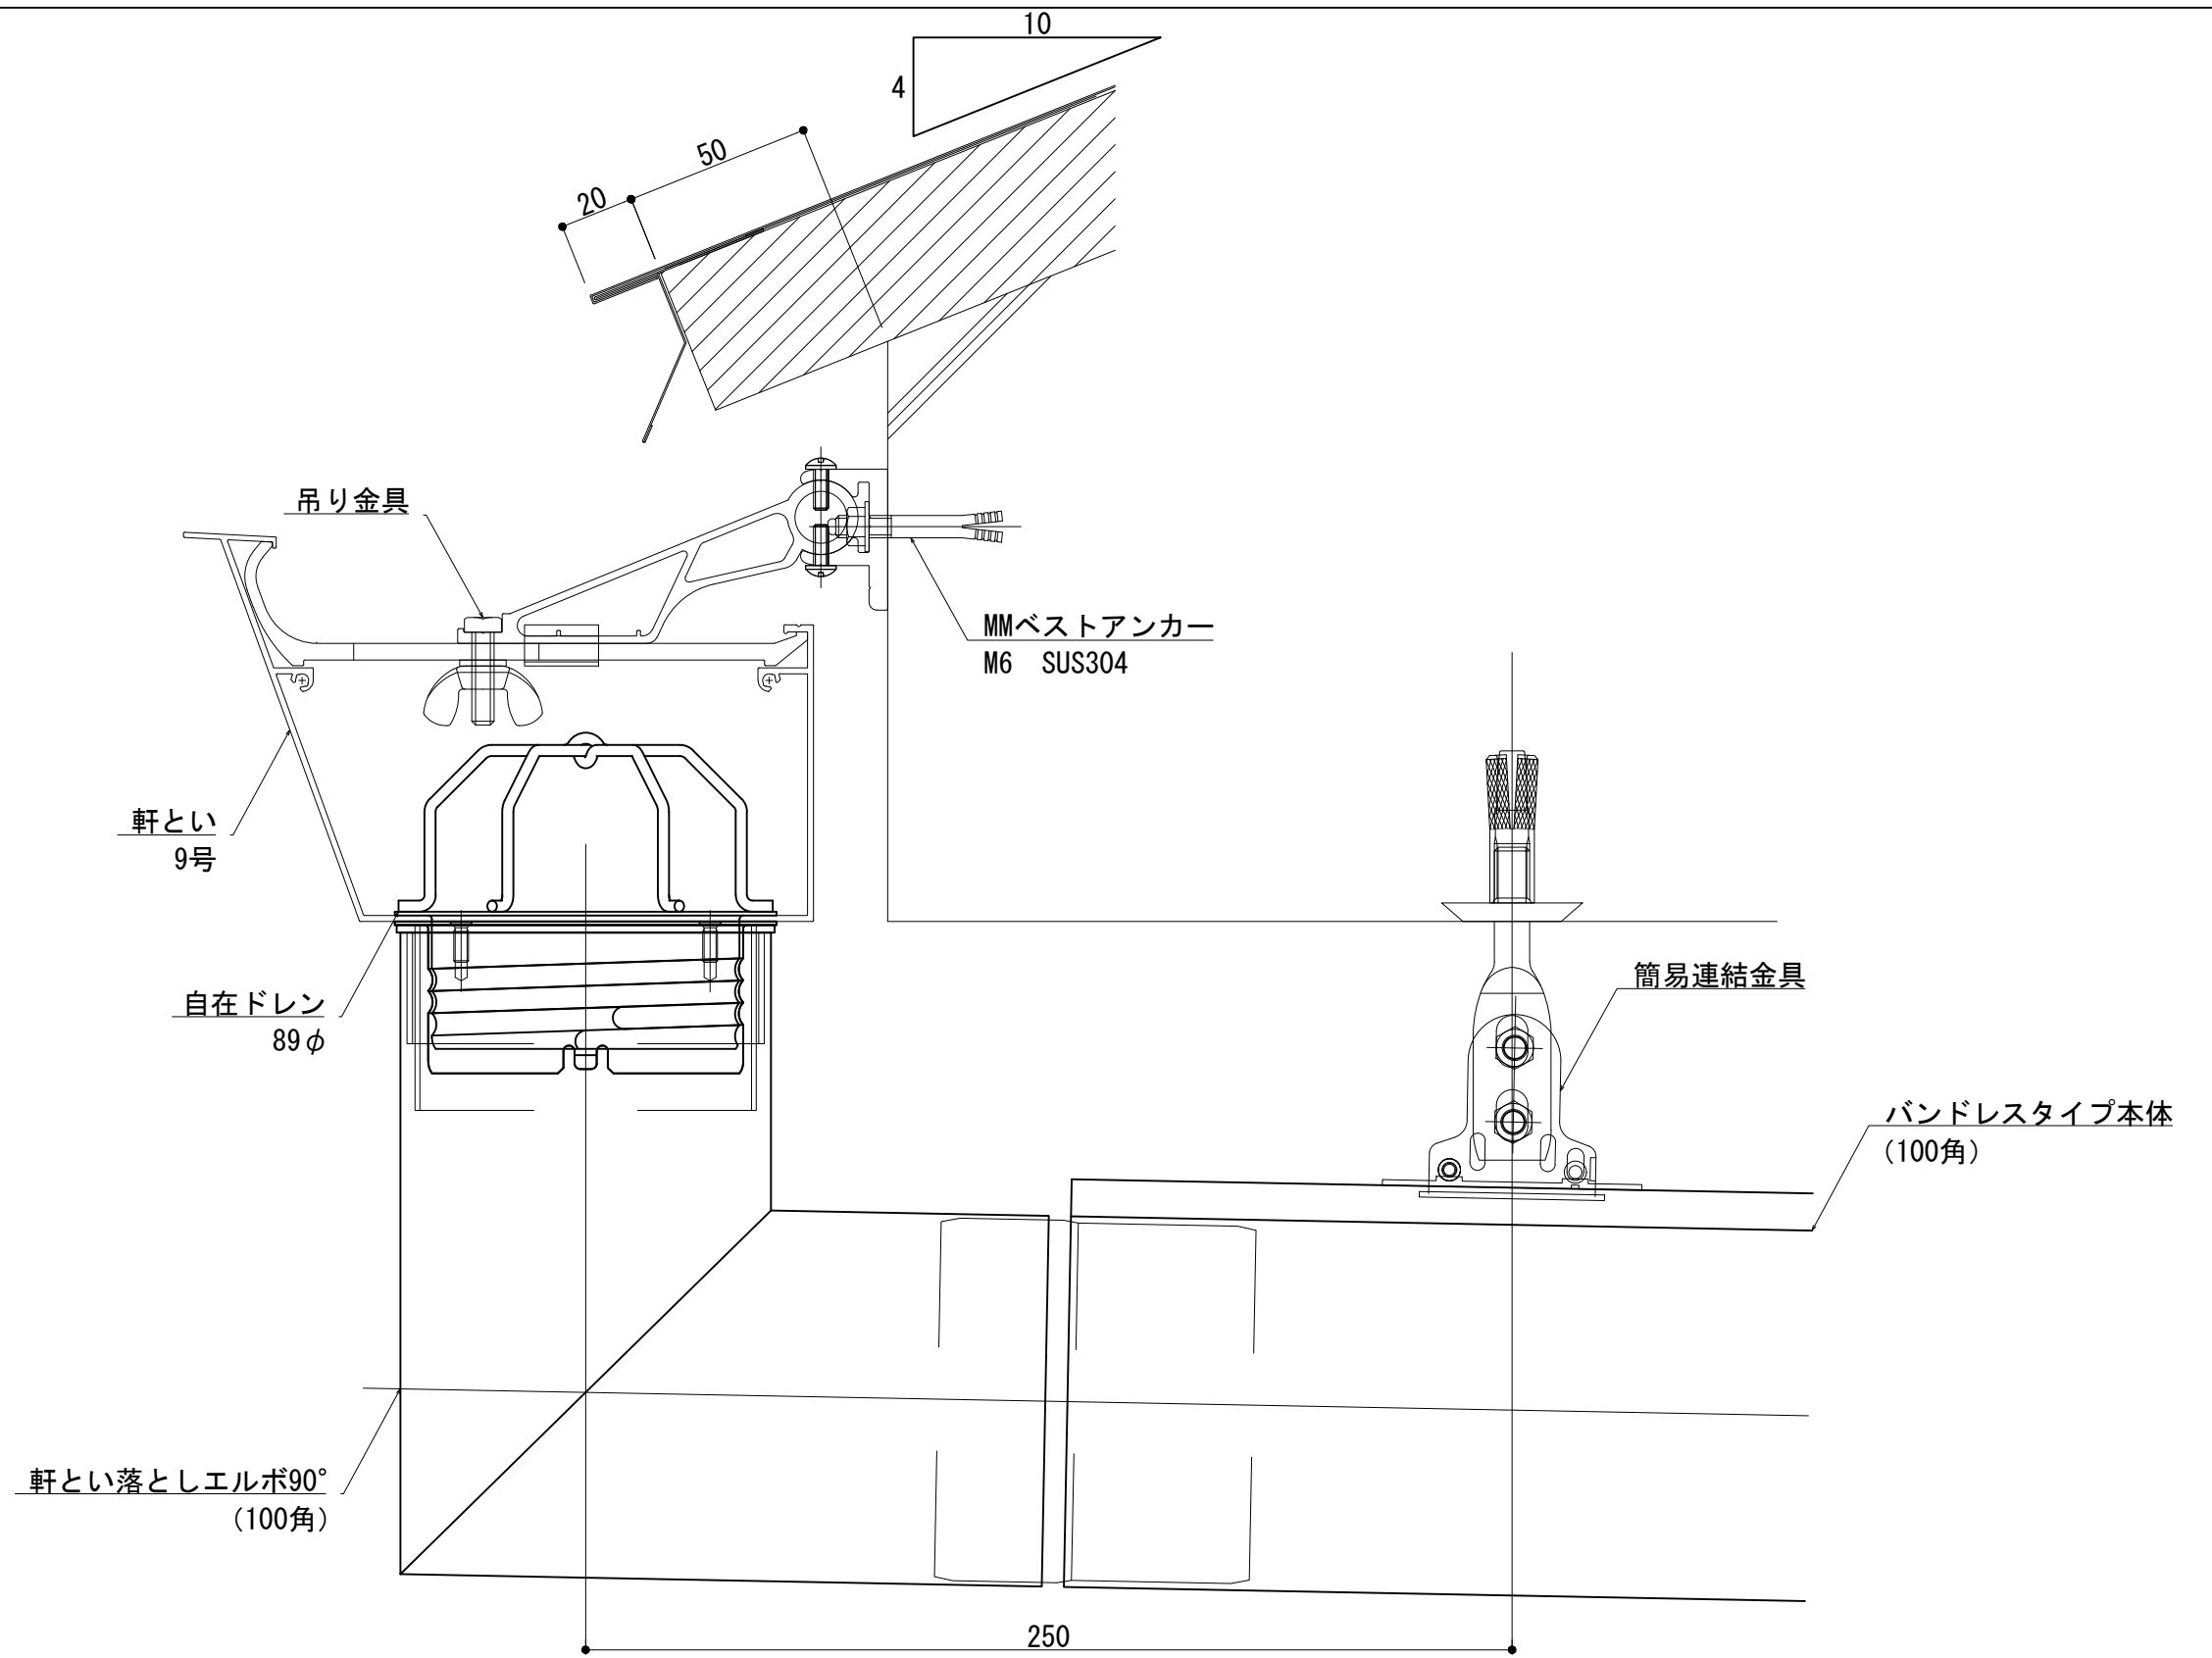 10
4
50
20
吊り金具
MMベストアンカー
M6 SUS304
軒とい
9号
簡易連結金具
自在ドレン
89φ
バンドレスタイプ本体
(100角)
軒とい落としエルボ90°
(100角)
250